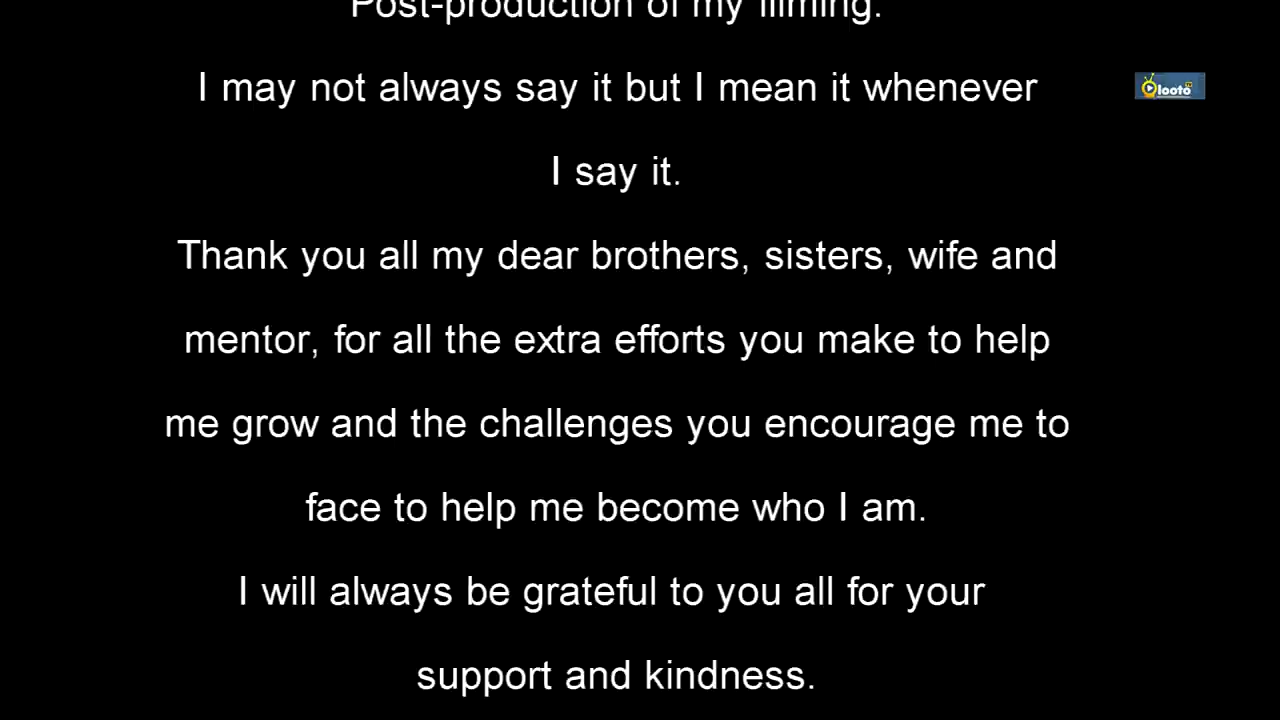 Post-production of my filming.
I may not always say it but I mean it whenever
I say it.
Thank you all my dear brothers, sisters, wife and
mentor, for all the extra efforts you make to help
me grow and the challenges you encourage me to
face to help me become who I am.
I will always be grateful to you all for your
support and kindness.
Olooto